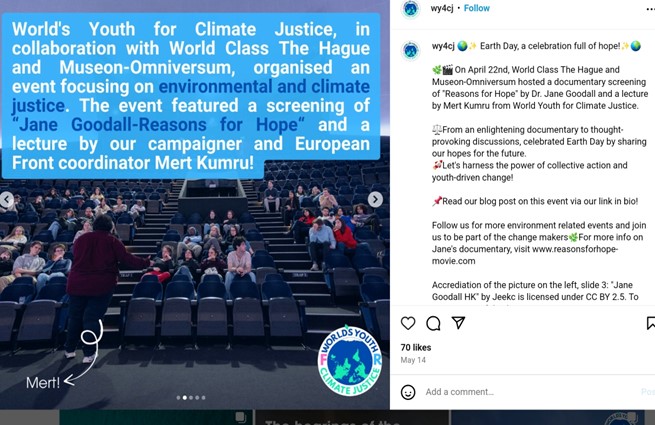 World's Youth for Climate Justice, in
collaboration with World Class The Hague
and Museon-Omniversum, organised an
event focusing on environmental and climate
justice. The event featured a screening of
“Jane Goodall-Reasons for Hope“ and a
lecture by our campaigner and European
Front coordinator Mert Kumru!
Mert!
WORLD'S YOUTH
F R
CLIMATE JUSTICE
wy4cj • Follow
wy4cj 🌍✨ Earth Day, a celebration full of hope!✨🌍
🌿🎬 On April 22nd, World Class The Hague and
Museon-Omniversum hosted a documentary screening
of "Reasons for Hope" by Dr. Jane Goodall and a lecture
by Mert Kumru from World Youth for Climate Justice.
⚖️From an enlightening documentary to thought-
provoking discussions, celebrated Earth Day by sharing
our hopes for the future.
Let's harness the power of collective action and
youth-driven change!
📌Read our blog post on this event via our link in bio!
Follow us for more environment related events and join
us to be part of the change makers🌿For more info on
Jane's documentary, visit www.reasonsforhope-
movie.com
Accrediation of the picture on the left, slide 3: "Jane
Goodall HK" by Jeekc is licensed under CC BY 2.5. To
70 likes
May 14
Add a comment…
The hearings of the